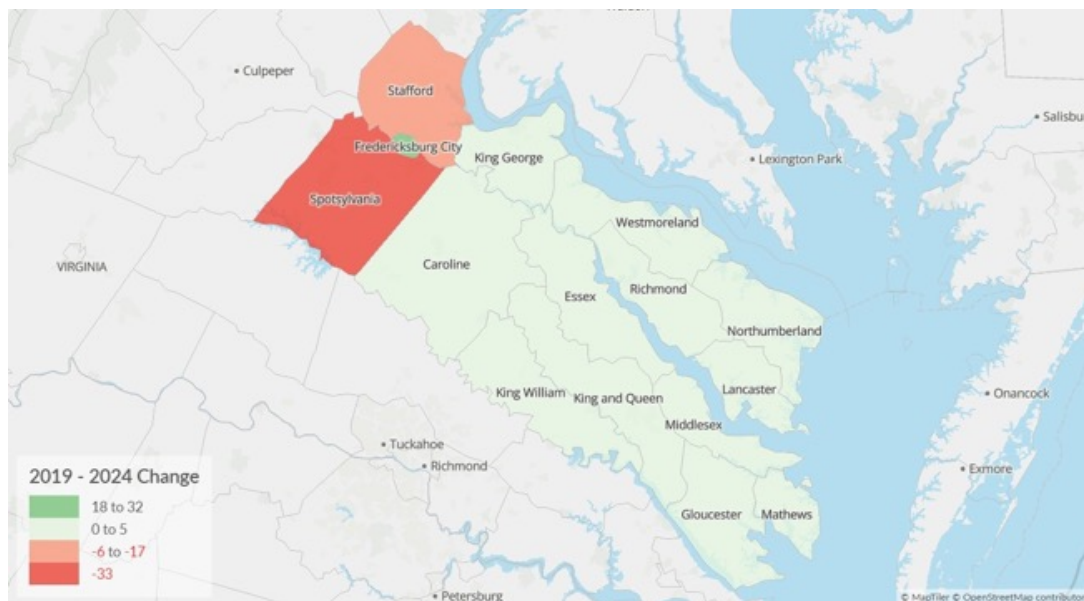 Culpeper
Stafford
Salisbu
Fredericksburg City
King George
Lexington Park
Spotsylvania
Westmoreland
VIRGINIA
Caroline
Essex
Richmond
Northumberland
King William
King and Queen
Lancaster
Onancock
Middlesex
Tuckahoe
Richmond
Exmore
2019 - 2024 Change
18 to 32
0 to 5
-6 to -17
-33
Gloucester
Mathews
Petersburg
© MapTiler © OpenStreetMap contributor